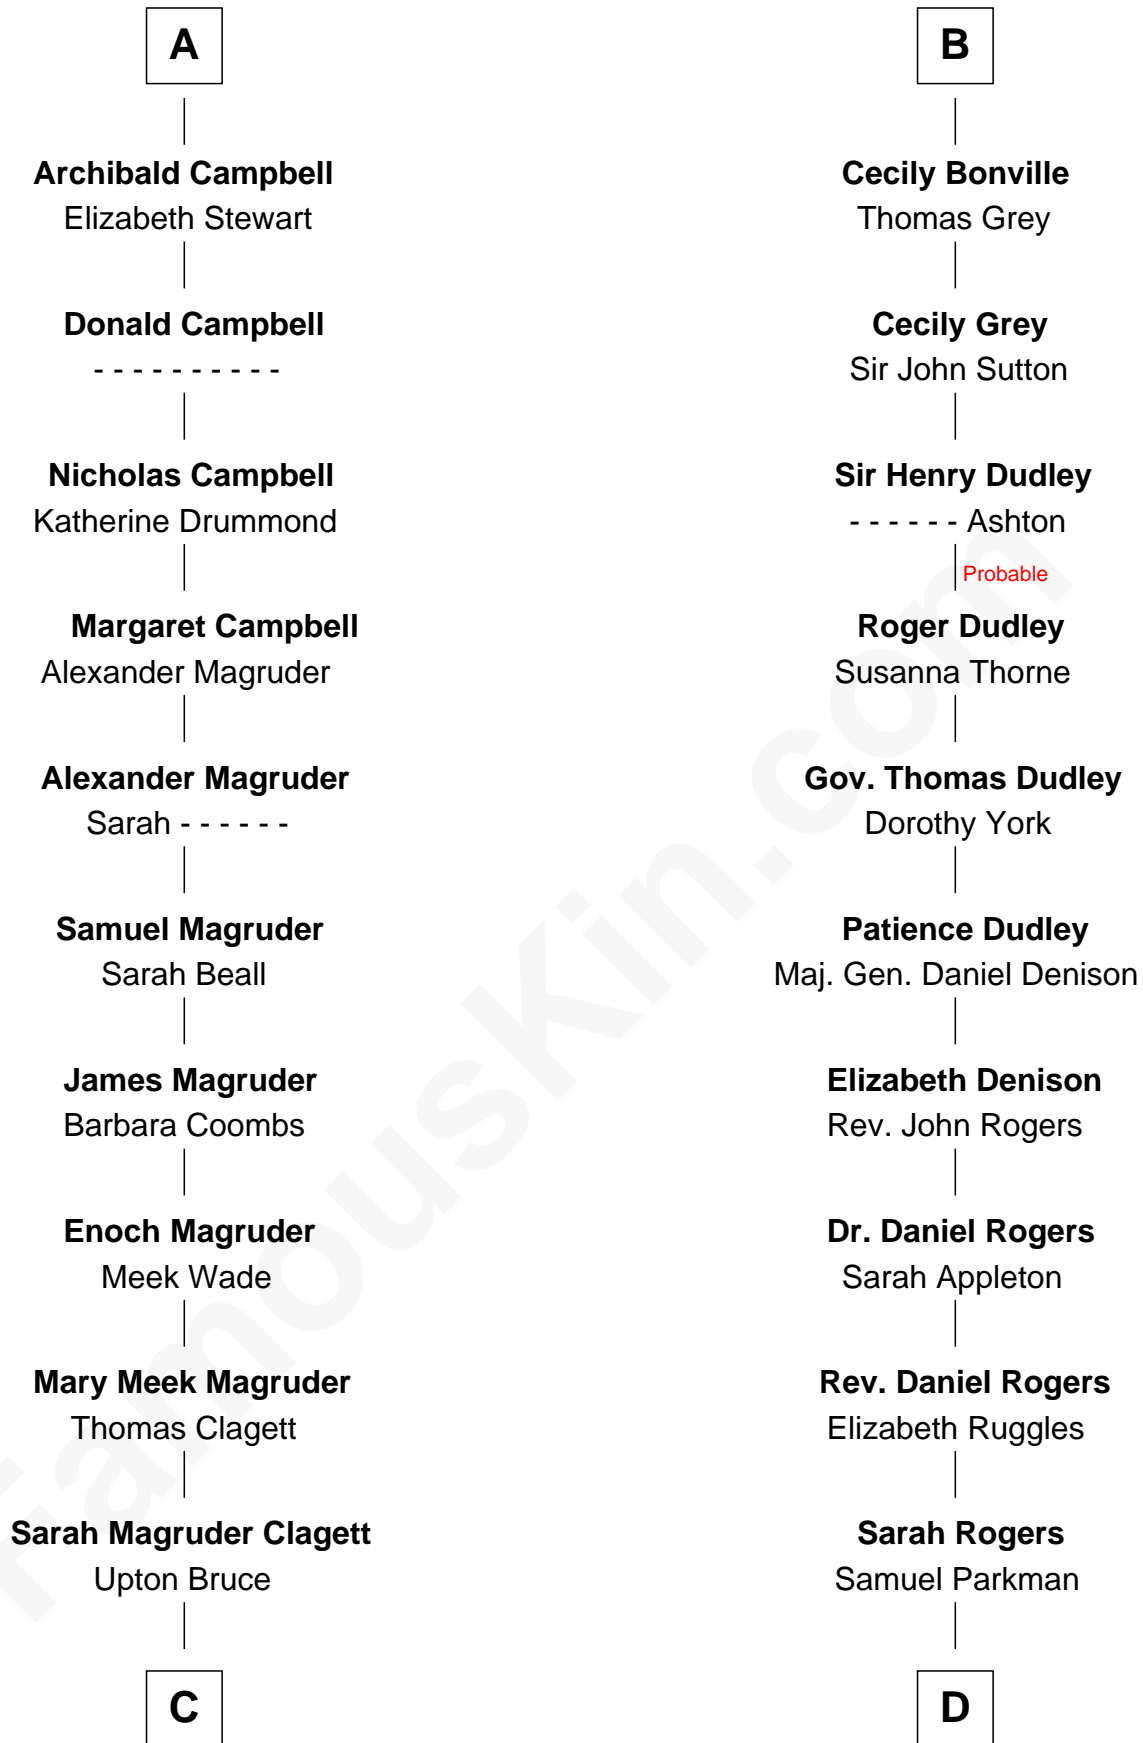 A
Archibald Campbell
Elizabeth Stewart
Donald Campbell
- - - - - - - - - -
Nicholas Campbell
Katherine Drummond
Margaret Campbell
Alexander Magruder
Alexander Magruder
Sarah - - - - - -
Samuel Magruder
Sarah Beall
James Magruder
Barbara Coombs
Enoch Magruder
Meek Wade
Mary Meek Magruder
Thomas Clagett
Sarah Magruder Clagett
Upton Bruce
C
B
Cecily Bonville
Thomas Grey
Cecily Grey
Sir John Sutton
Sir Henry Dudley
- - - - - - Ashton
Probable
Roger Dudley
Susanna Thorne
Gov. Thomas Dudley
Dorothy York
Patience Dudley
Maj. Gen. Daniel Denison
Elizabeth Denison
Rev. John Rogers
Dr. Daniel Rogers
Sarah Appleton
Rev. Daniel Rogers
Elizabeth Ruggles
Sarah Rogers
Samuel Parkman
D
FamousKin.com